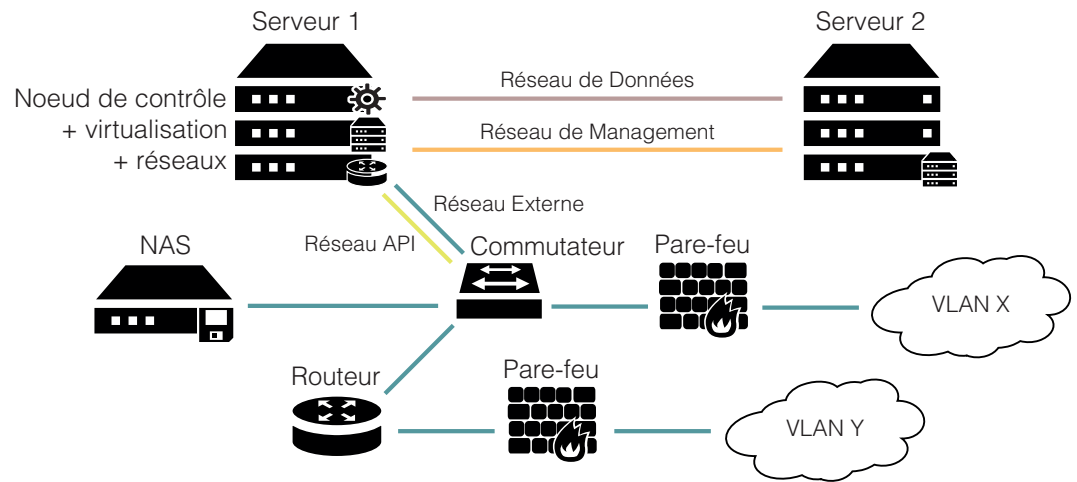 Serveur 1
Serveur 2
Noeud de contrôle
+ virtualisation
+ réseaux
Réseau de Données
Réseau de Management
Réseau Externe
Réseau API
NAS
Commutateur
Pare-feu
VLAN X
Routeur
Pare-feu
VLAN Y